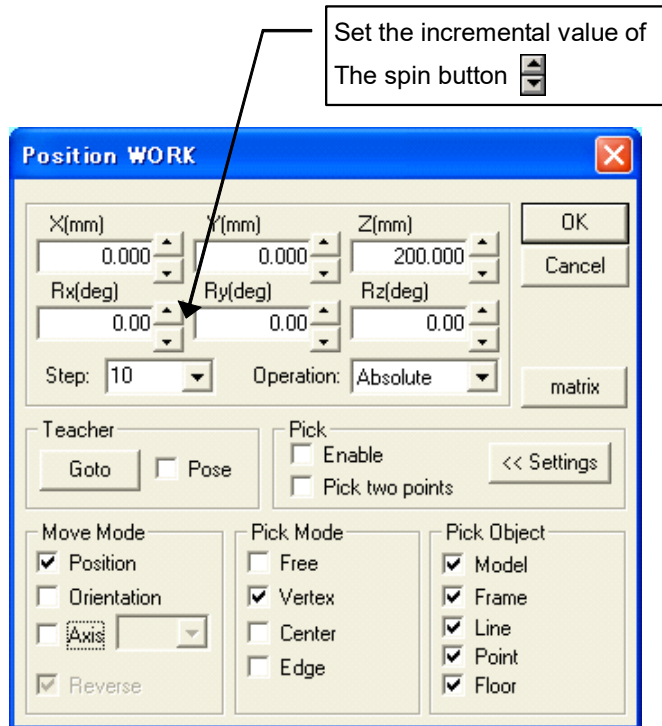 Set the incremental value of
The spin button
Position WORK
X(mm) Y(mm) Z(mm)
0.000 0.000 200.000
OK
Cancel
Rx(deg) Ry(deg) Rz(deg)
0.00 0.00 0.00
Step: 10 Operation: Absolute
matrix
Teacher
Goto Pose
Pick
Enable
Pick two points
<< Settings
Move Mode
Position
Orientation
Axis
Reverse
Pick Mode
Free
Vertex
Center
Edge
Pick Object
Model
Frame
Line
Point
Floor